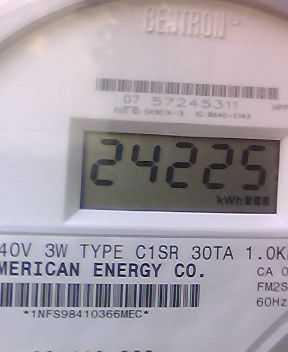 CENTRON
07 57245311
24225
kWh
40V 3W TYPE C1SR 30TA 1.0K
MERICAN ENERGY CO.
CA 0
FM2S
60Hz
*1NFS98410366MEC*